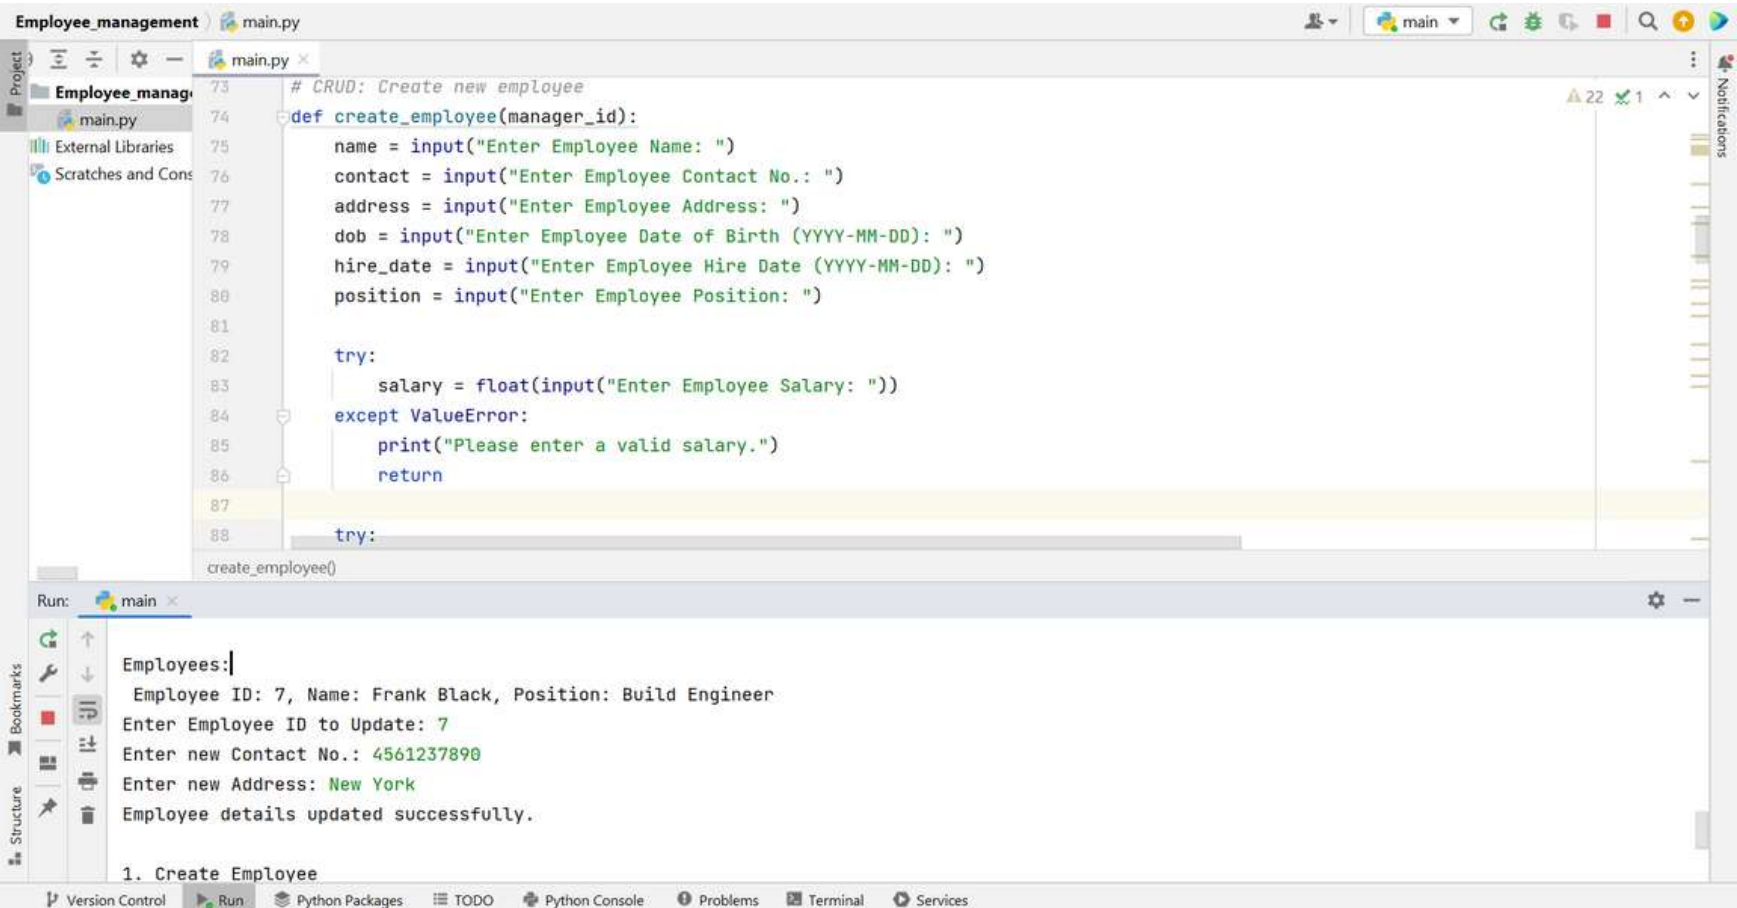 Employee_management main.py
main
Project
main.py
Employee_manage
main.py
External Libraries
Scratches and Cons
22 1
Notifications
73 # CRUD: Create new employee
74 def create_employee(manager_id):
75 name = input("Enter Employee Name: ")
76 contact = input("Enter Employee Contact No.: ")
77 address = input("Enter Employee Address: ")
78 dob = input("Enter Employee Date of Birth (YYYY-MM-DD): ")
79 hire_date = input("Enter Employee Hire Date (YYYY-MM-DD): ")
80 position = input("Enter Employee Position: ")
81
82 try:
83 salary = float(input("Enter Employee Salary: "))
84 except ValueError:
85 print("Please enter a valid salary.")
86 return
87
88 try:
create_employee()
Run: main
Employees:
Employee ID: 7, Name: Frank Black, Position: Build Engineer
Enter Employee ID to Update: 7
Enter new Contact No.: 4561237890
Enter new Address: New York
Employee details updated successfully.
1. Create Employee
Bookmarks
Structure
Version Control Run Python Packages TODO Python Console Problems Terminal Services